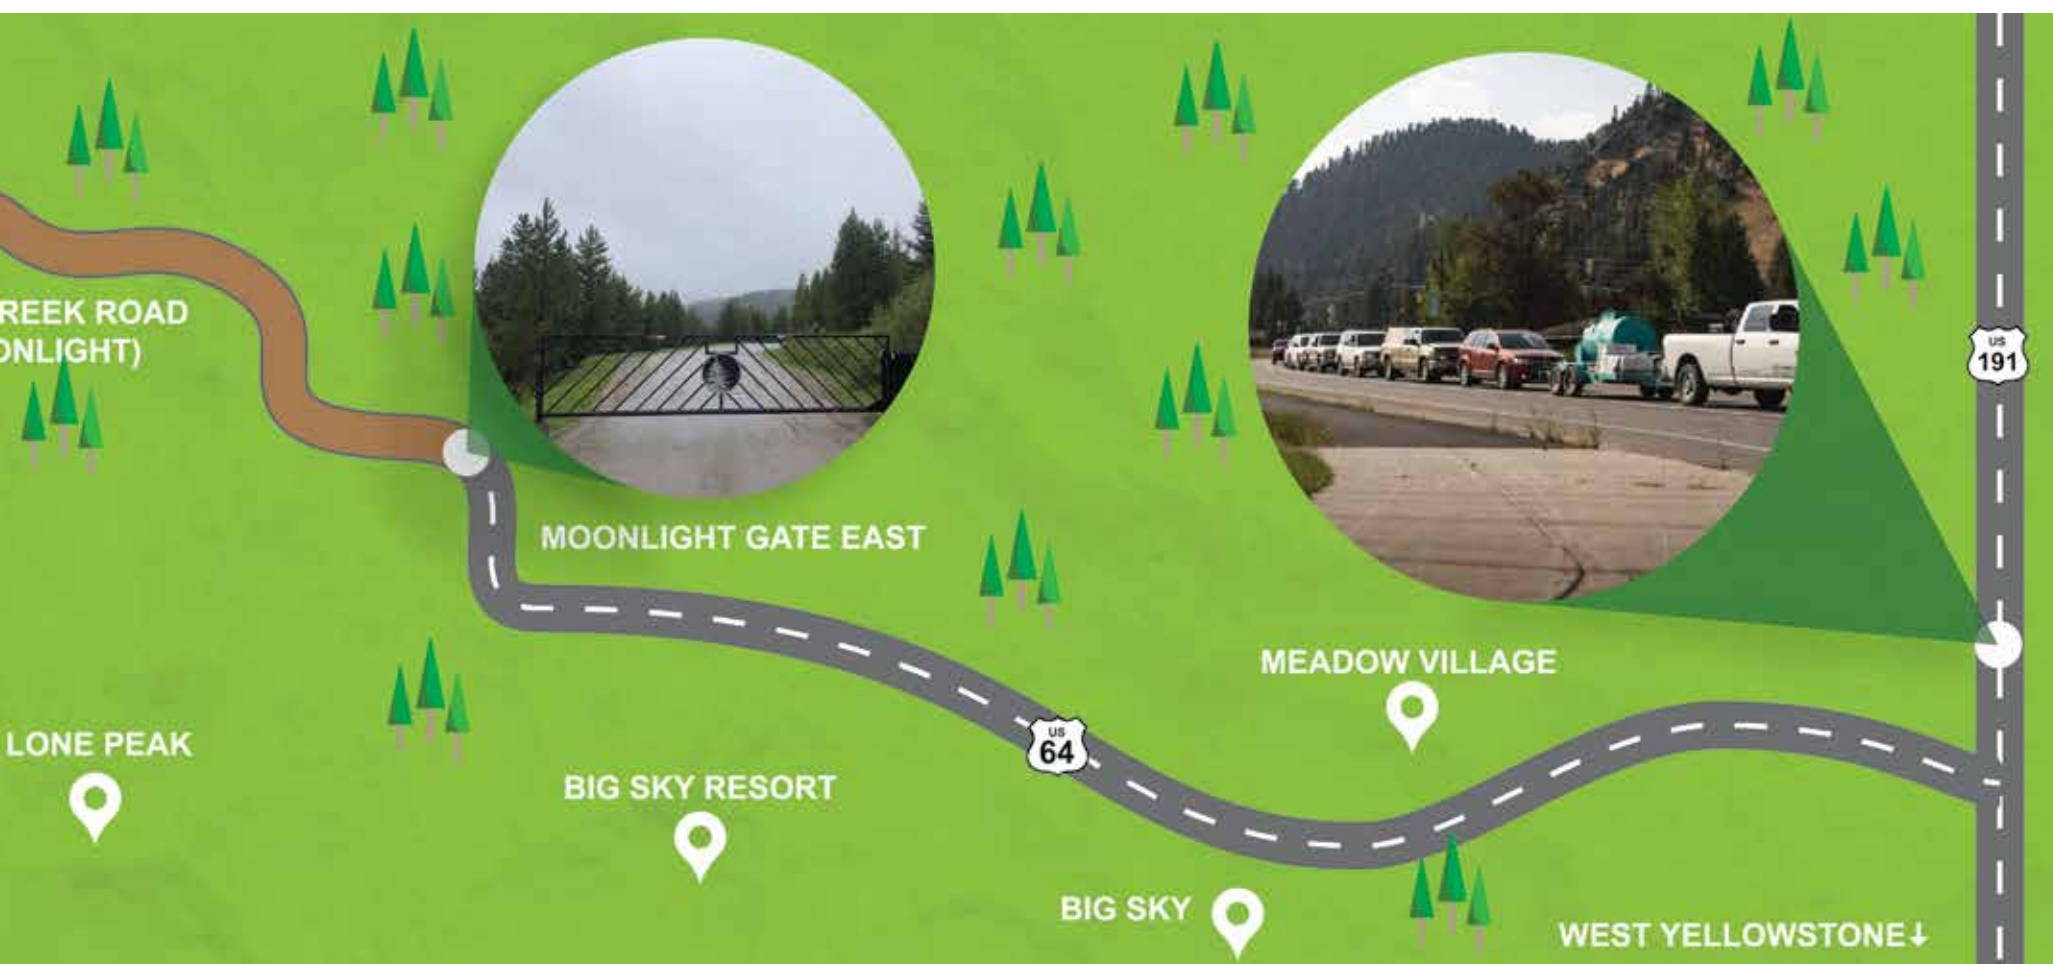 REEK ROAD
ONLIGHT)
MOONLIGHT GATE EAST
US
191
MEADOW VILLAGE
LONE PEAK
US
64
BIG SKY RESORT
BIG SKY
WEST YELLOWSTONE↓